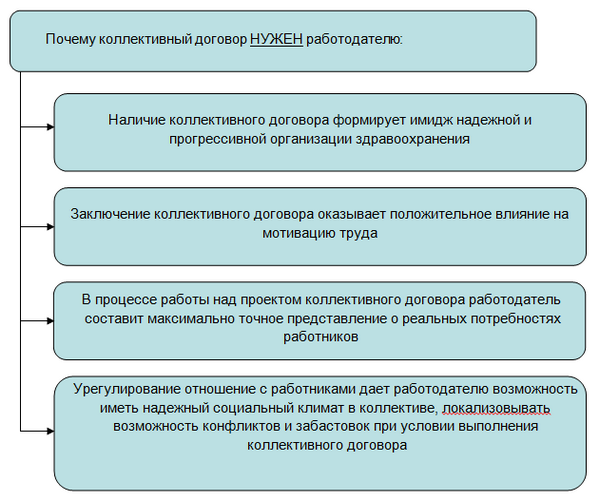 Почему коллективный договор НУЖЕН работодателю:
Наличие коллективного договора формирует имидж надежной и
прогрессивной организации здравоохранения
Заключение коллективного договора оказывает положительное влияние на
мотивацию труда
В процессе работы над проектом коллективного договора работодатель
составит максимально точное представление о реальных потребностях
работников
Урегулирование отношение с работниками дает работодателю возможность
иметь надежный социальный климат в коллективе, локализовывать
возможность конфликтов и забастовок при условии выполнения
коллективного договора